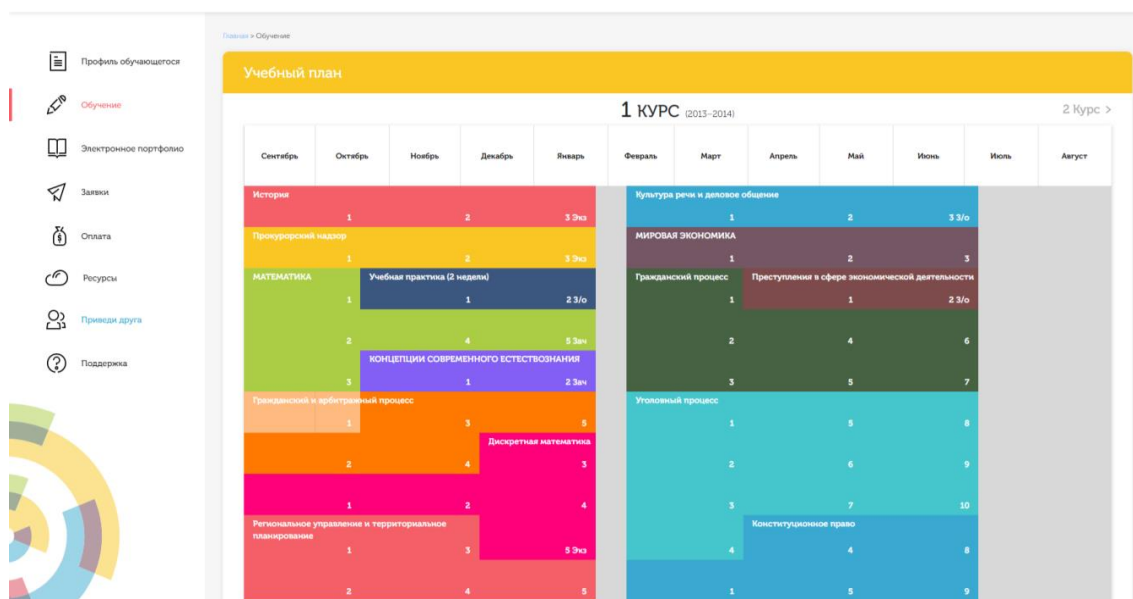 Главная > Обучение
Профиль обучающегося
Обучение
Электронное портфолио
Заявки
Оплата
Ресурсы
Приведи друга
Поддержка
Учебный план
1 КУРС (2013-2014)
2 Курс >
Сентябрь Октябрь Ноябрь Декабрь Январь Февраль Март Апрель Май Июнь Июль Август
История
1 2 3 Экз
Прокурорский надзор
1 2 3 Экз
МАТЕМАТИКА Учебная практика (2 недели)
1 1 2 З/о
2 4 5 Зач
КОНЦЕПЦИИ СОВРЕМЕННОГО ЕСТЕСТВОЗНАНИЯ
3 1 2 Зач
Гражданский и арбитражный процесс
1 3 5
Дискретная математика
2 4 3
1 2 4
Региональное управление и территориальное
планирование
1 3 5 Экз
2 4 5
Культура речи и деловое общение
1 2 3 З/о
МИРОВАЯ ЭКОНОМИКА
1 2 3
Гражданский процесс Преступления в сфере экономической деятельности
1 1 2 З/о
2 4 6
3 5 7
Уголовный процесс
1 5 8
2 6 9
3 7 10
Конституционное право
4 4 8
1 5 9